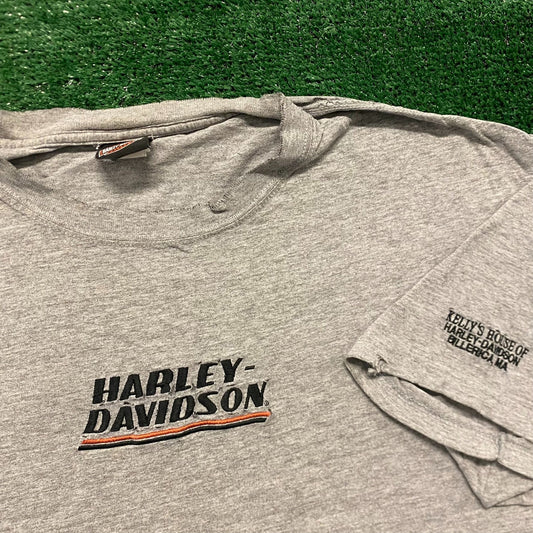 HARLEY-
DAVIDSON
KELLY'S HOUSE OF
HARLEY-DAVIDSON
BILLERICA, MA